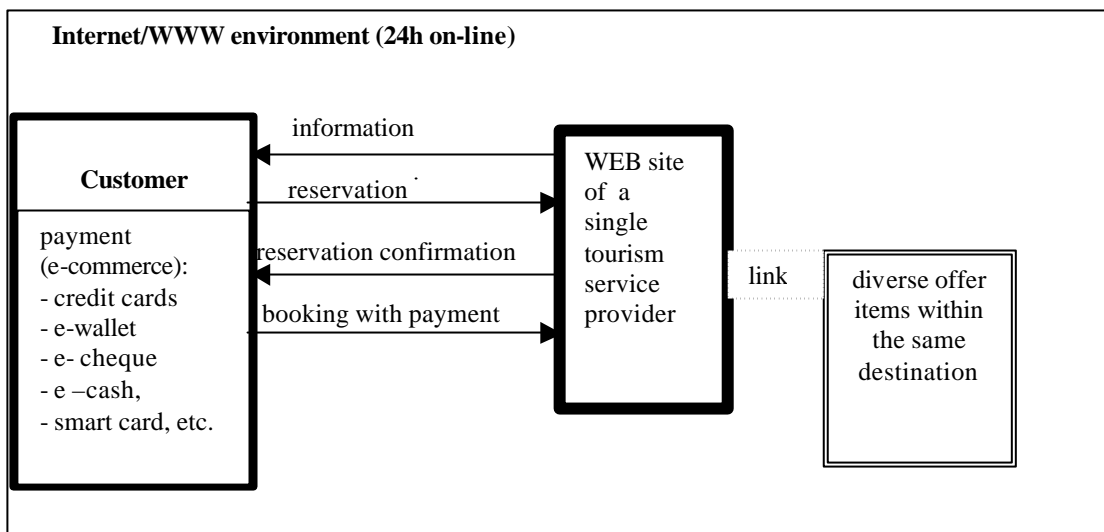 Internet/WWW environment (24h on-line)
Customer
payment
(e-commerce):
- credit cards
- e-wallet
- e- cheque
- e –cash,
- smart card, etc.
information
reservation
reservation confirmation
booking with payment
WEB site
of a
single
tourism
service
provider
link
diverse offer
items within
the same
destination